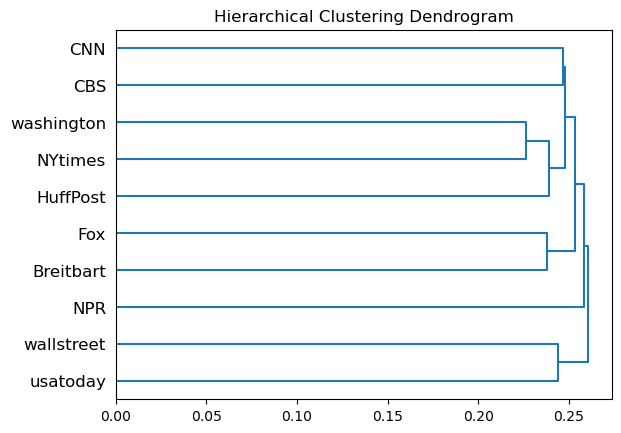 Hierarchical Clustering Dendrogram
CNN
CBS
washington
NYtimes
HuffPost
Fox
Breitbart
NPR
wallstreet
usatoday
0.00 0.05 0.10 0.15 0.20 0.25